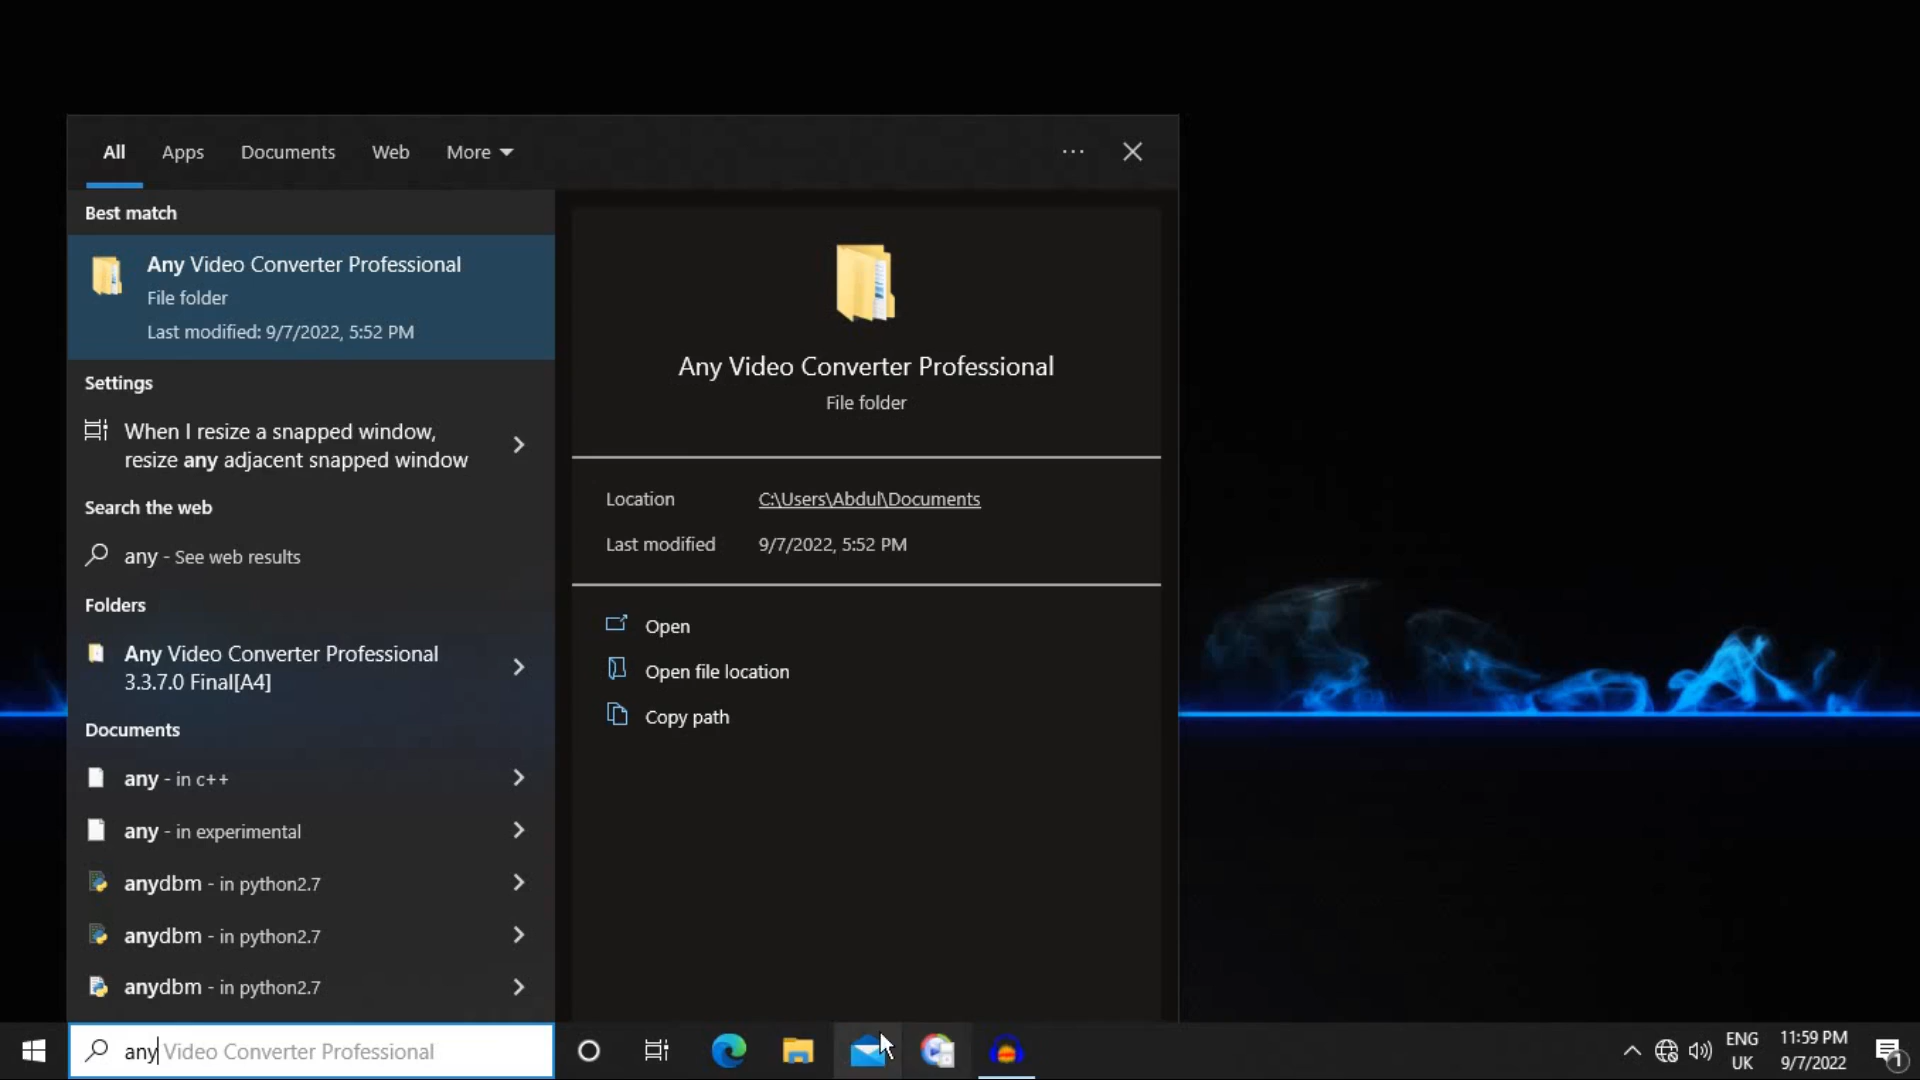 All Apps Documents Web More
Best match
Any Video Converter Professional
File folder
Last modified: 9/7/2022, 5:52 PM
Settings
When I resize a snapped window,
resize any adjacent snapped window
Search the web
any - See web results
Folders
Any Video Converter Professional
3.3.7.0 Final[A4]
Documents
any - in c++
any - in experimental
anydbm - in python2.7
anydbm - in python2.7
anydbm - in python2.7
Any Video Converter Professional
File folder
Location C:\Users\Abdul\Documents
Last modified 9/7/2022, 5:52 PM
Open
Open file location
Copy path
any Video Converter Professional
ENG
UK
11:59 PM
9/7/2022
1